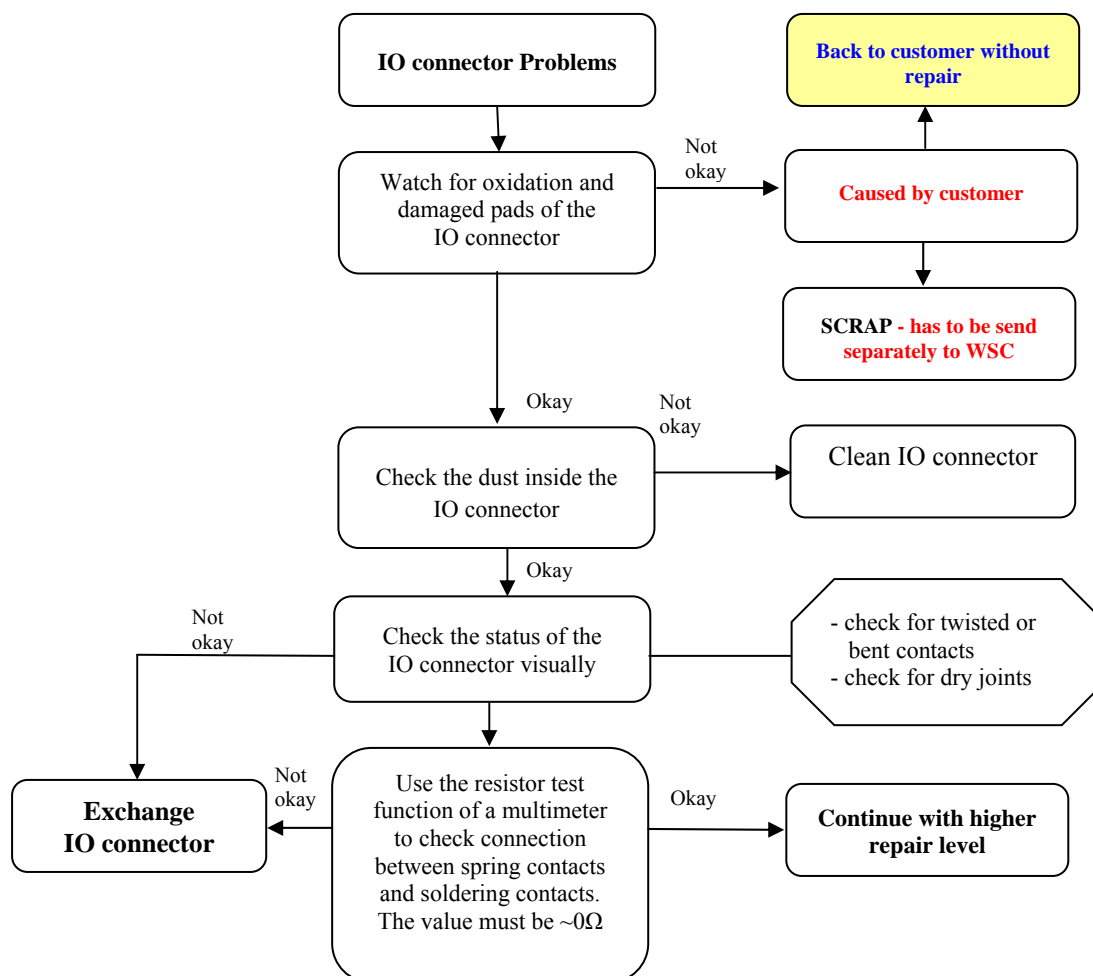 IO connector Problems
Back to customer without
repair
Not
okay
Watch for oxidation and
damaged pads of the
IO connector
Caused by customer
SCRAP - has to be send
separately to WSC
Okay
Not
okay
Check the dust inside the
IO connector
Clean IO connector
Okay
Not
okay
Check the status of the
IO connector visually
- check for twisted or
bent contacts
- check for dry joints
Exchange
IO connector
Not
okay
Use the resistor test
function of a multimeter
to check connection
between spring contacts
and soldering contacts.
The value must be ~0Ω
Okay
Continue with higher
repair level